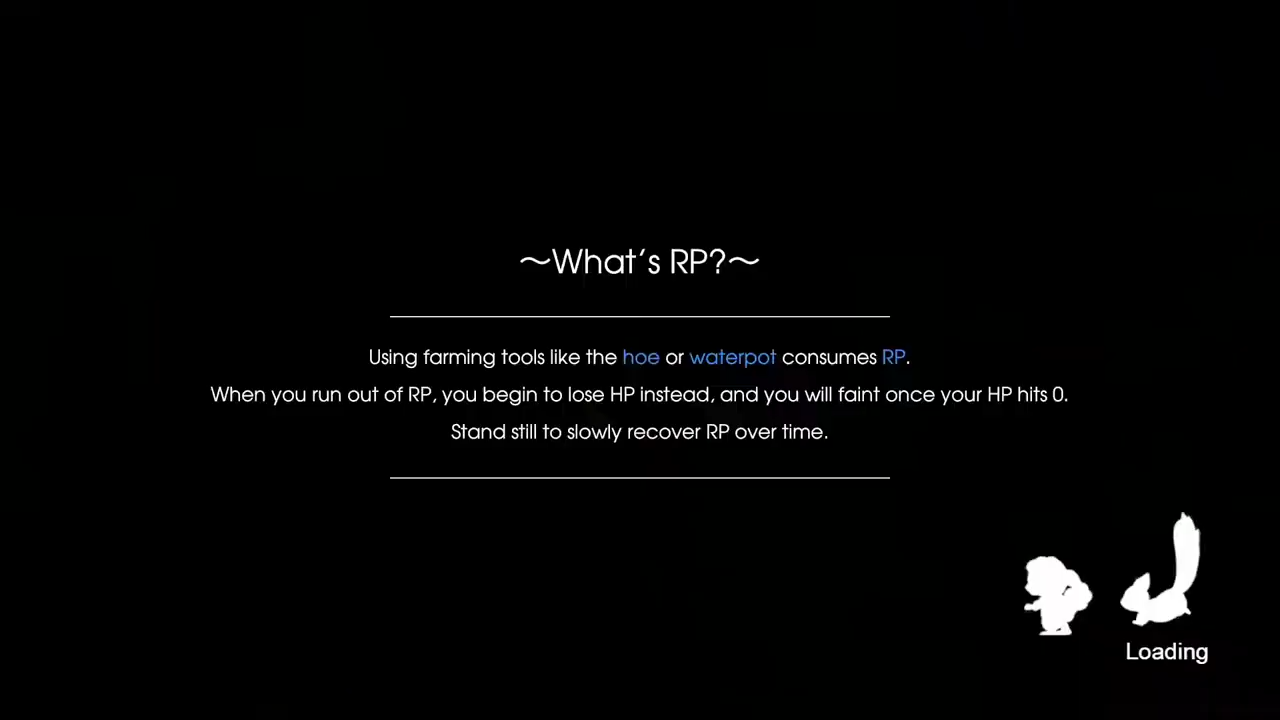 ～What's RP?～
Using farming tools like the hoe or waterpot consumes RP.
When you run out of RP, you begin to lose HP instead, and you will faint once your HP hits 0.
Stand still to slowly recover RP over time.
Loading